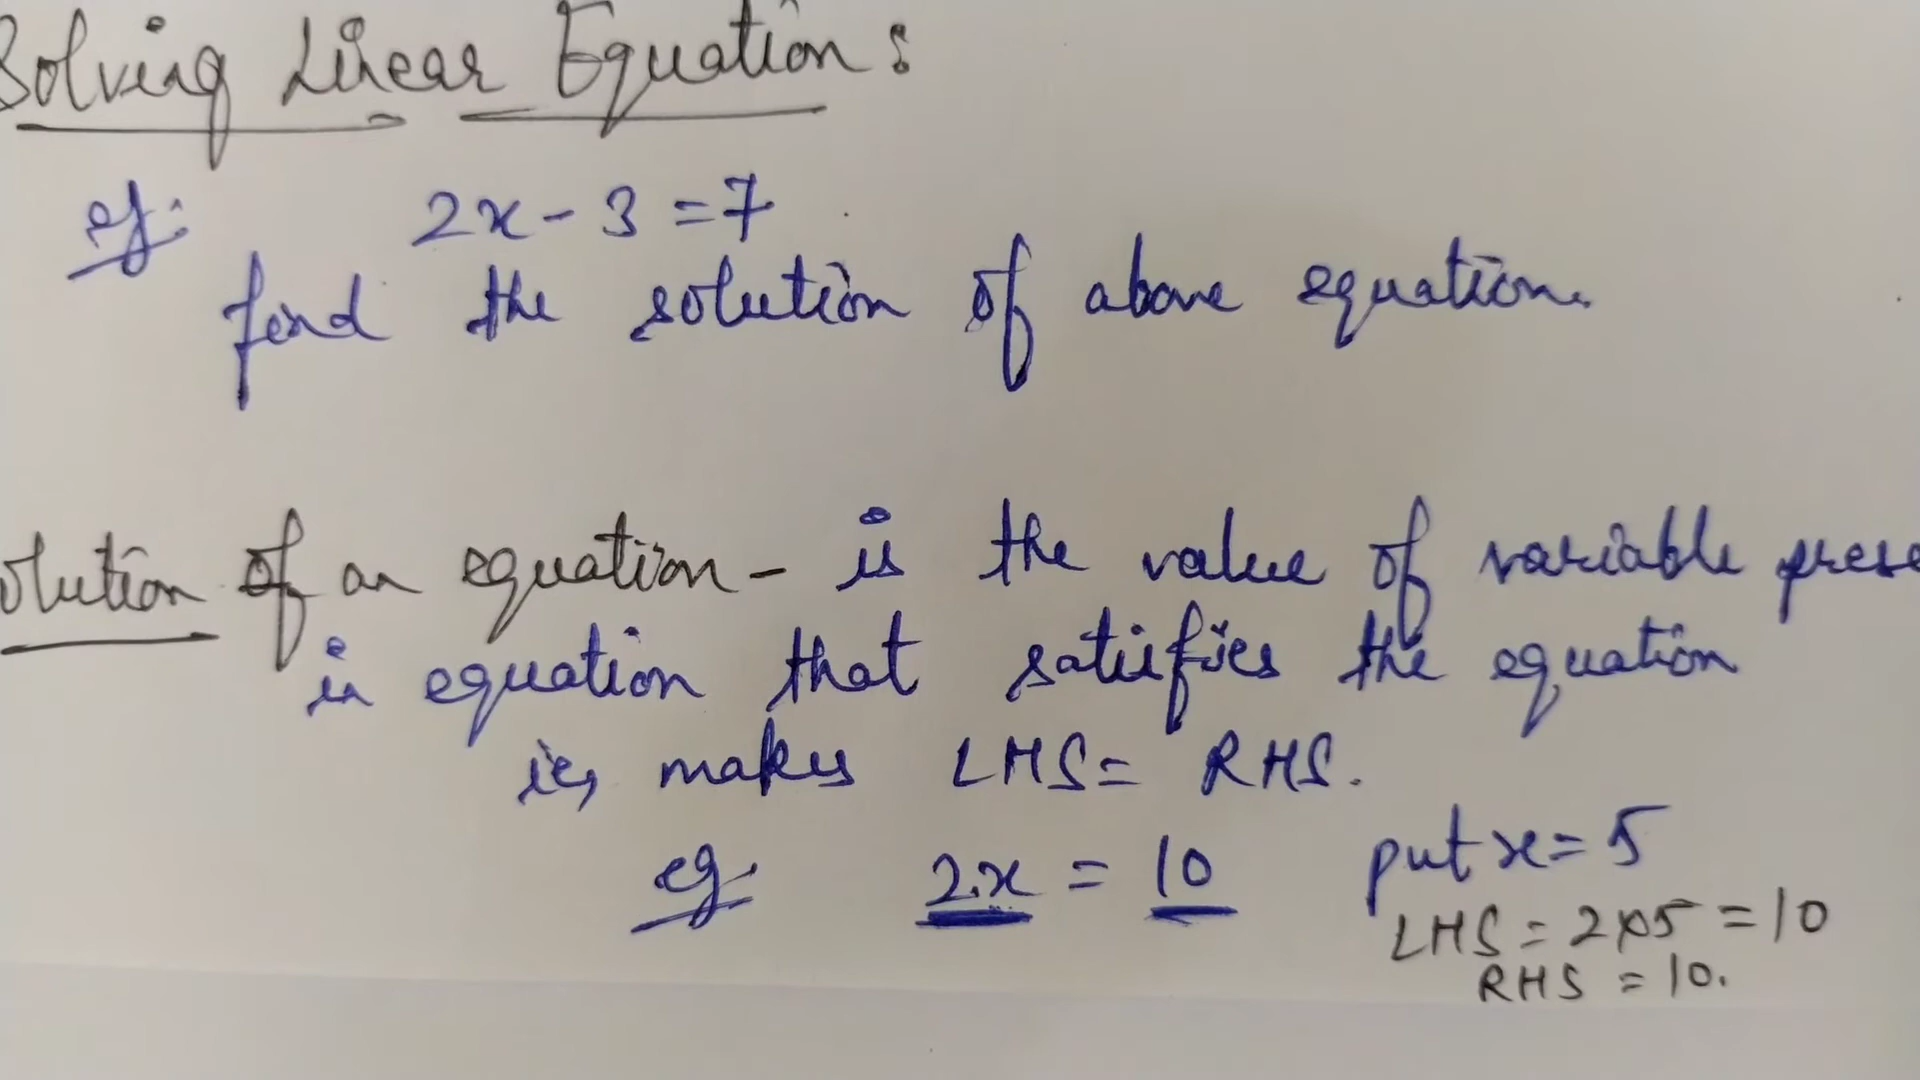 Solving Linear Equation:
eg: 2x - 3 = 7
find the solution of above equation.
olution of an equation - is the value of variable prese
in equation that satisfies the equation
ie, makes LHS = RHS.
eg 2x = 10 put x = 5
LHS = 2×5 = 10
RHS = 10.